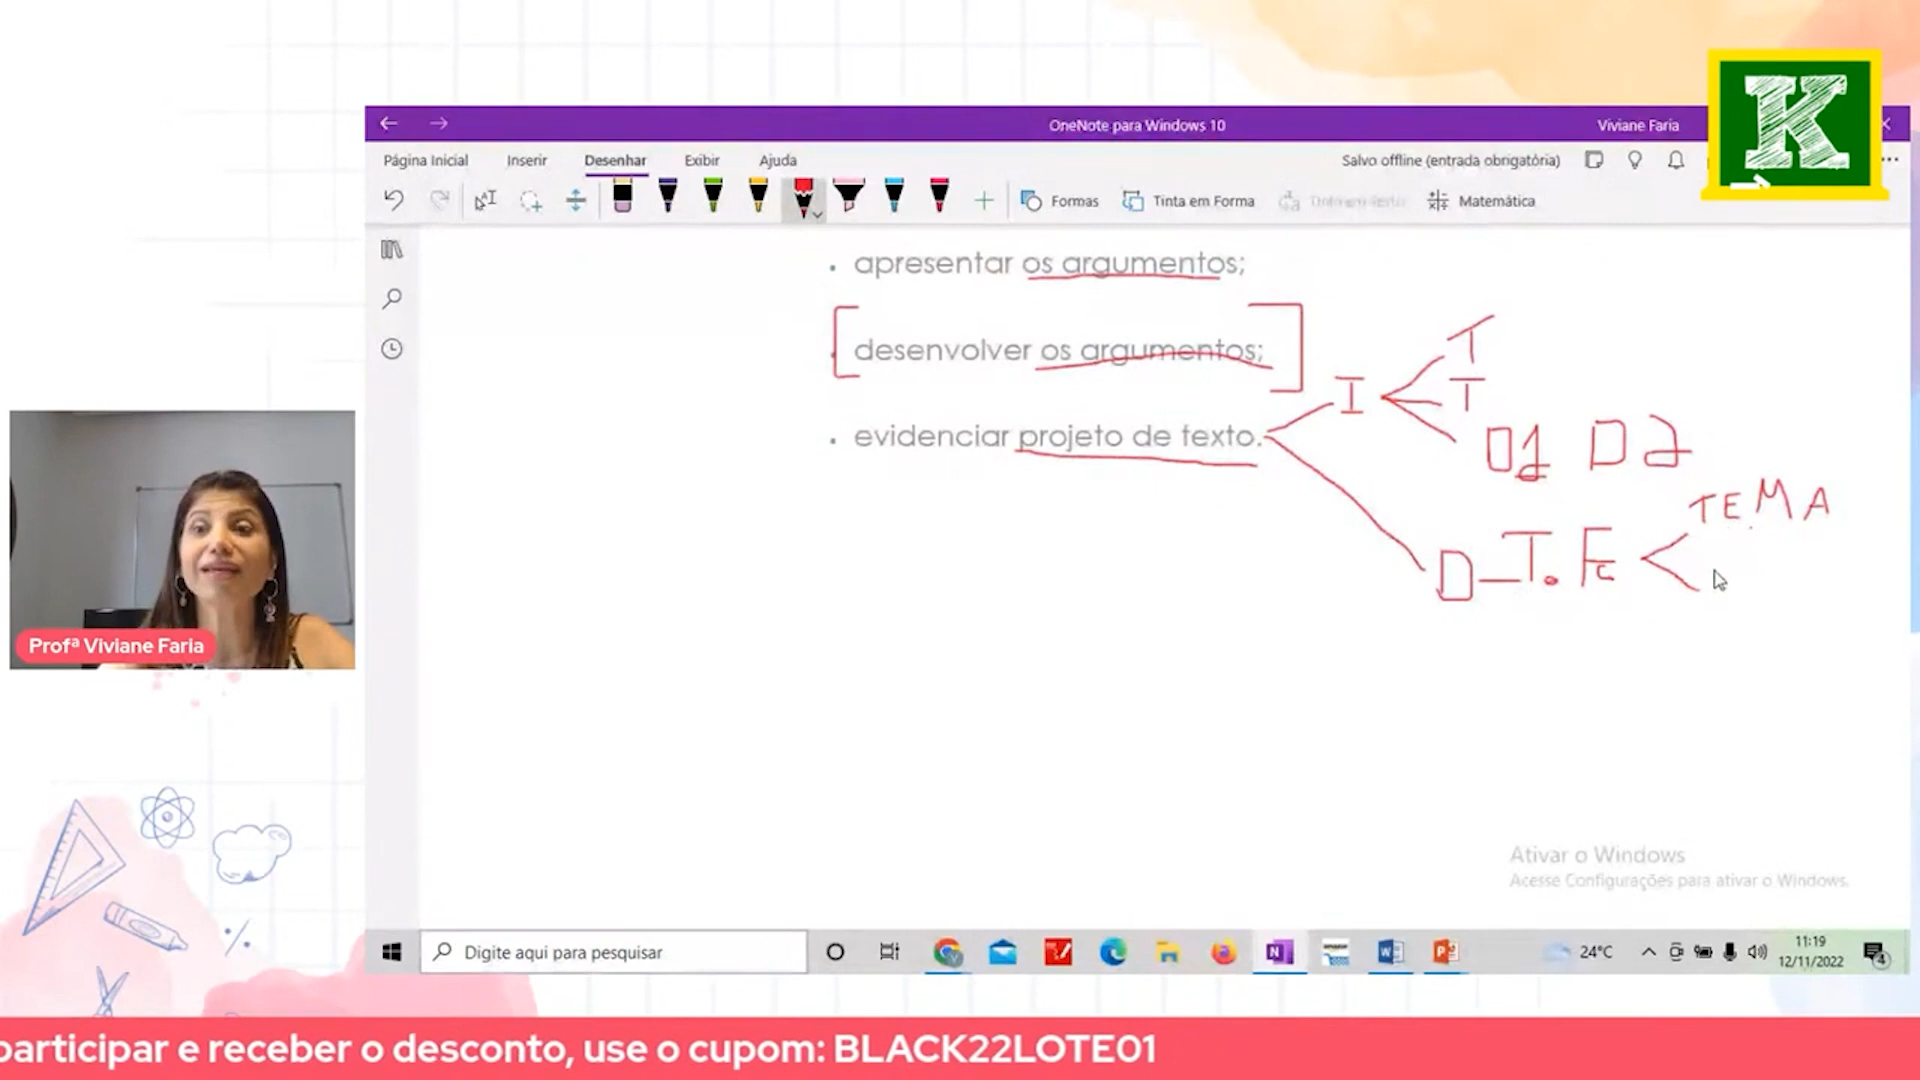 K
OneNote para Windows 10
Viviane Faria
Página Inicial
Inserir
Desenhar
Exibir
Ajuda
Salvo offline (entrada obrigatória)
Formas
Tinta em Forma
Matemática
apresentar os argumentos;
desenvolver os argumentos;
evidenciar projeto de texto.
T
I
T
D1 D2
TEMA
D
T.
Profª Viviane Faria
Ativar o Windows
Acesse Configurações para ativar o Windows.
Digite aqui para pesquisar
24°C
11:19
12/11/2022
4
participar e receber o desconto, use o cupom: BLACK22LOTE01